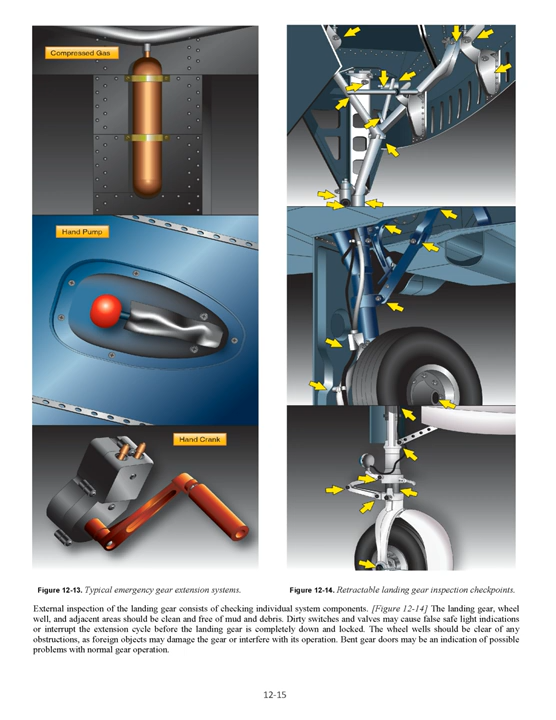 Compressed Gas
Hand Pump
Hand Crank
Figure 12-13. Typical emergency gear extension systems.
Figure 12-14. Retractable landing gear inspection checkpoints.
External inspection of the landing gear consists of checking individual system components. [Figure 12-14] The landing gear, wheel
well, and adjacent areas should be clean and free of mud and debris. Dirty switches and valves may cause false safe light indications
or interrupt the extension cycle before the landing gear is completely down and locked. The wheel wells should be clear of any
obstructions, as foreign objects may damage the gear or interfere with its operation. Bent gear doors may be an indication of possible
problems with normal gear operation.
12-15